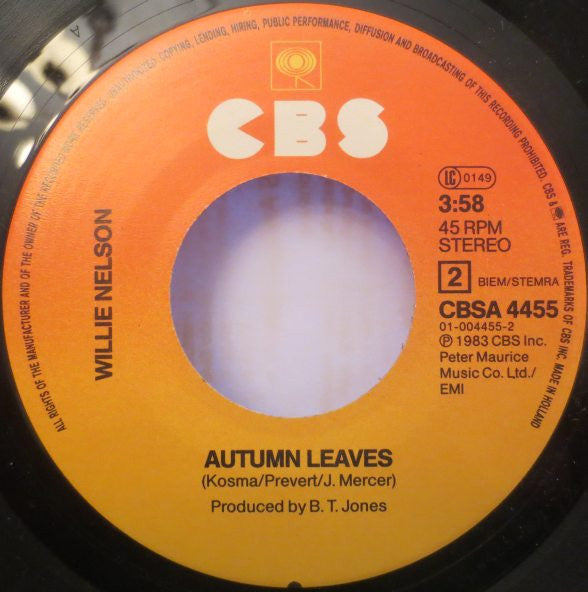 ALL RIGHTS OF THE MANUFACTURER AND OF THE OWNER OF THE RECORDED WORK RESERVED. UNAUTHORIZED COPYING, LENDING, HIRING, PUBLIC PERFORMANCE, DIFFUSION AND BROADCASTING OF THIS RECORDING PROHIBITED. CBS & ARE REG. TRADEMARKS OF CBS INC. MADE IN HOLLAND
CBS
WILLIE NELSON
LC 0149
3:58
45 RPM
STEREO
2 BIEM/STEMRA
CBSA 4455
01-004455-2
℗ 1983 CBS Inc.
Peter Maurice
Music Co. Ltd./
EMI
AUTUMN LEAVES
(Kosma/Prevert/J. Mercer)
Produced by B. T. Jones
A